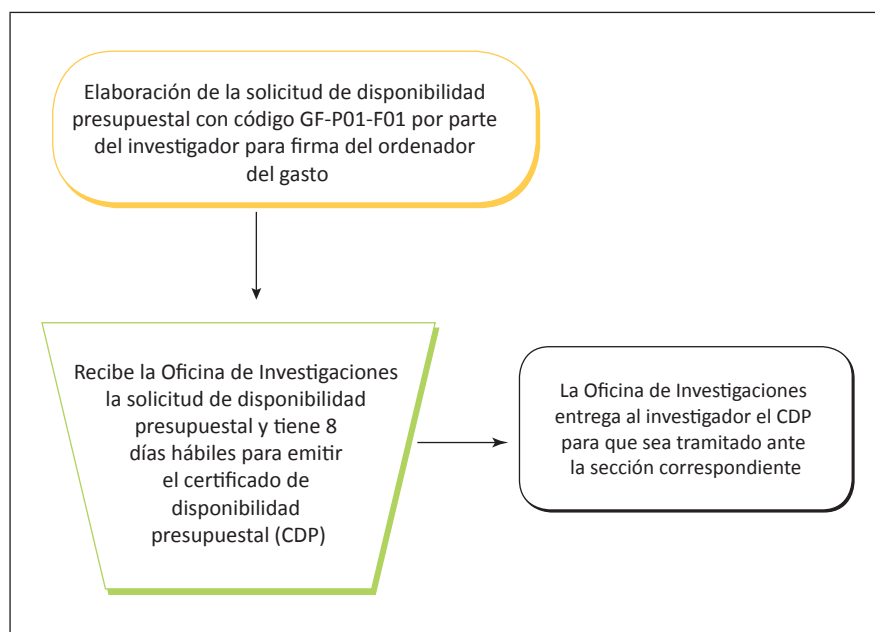 Elaboración de la solicitud de disponibilidad
presupuestal con código GF-P01-F01 por parte
del investigador para firma del ordenador
del gasto
Recibe la Oficina de Investigaciones
la solicitud de disponibilidad
presupuestal y tiene 8
días hábiles para emitir
el certificado de
disponibilidad
presupuestal (CDP)
La Oficina de Investigaciones
entrega al investigador el CDP
para que sea tramitado ante
la sección correspondiente